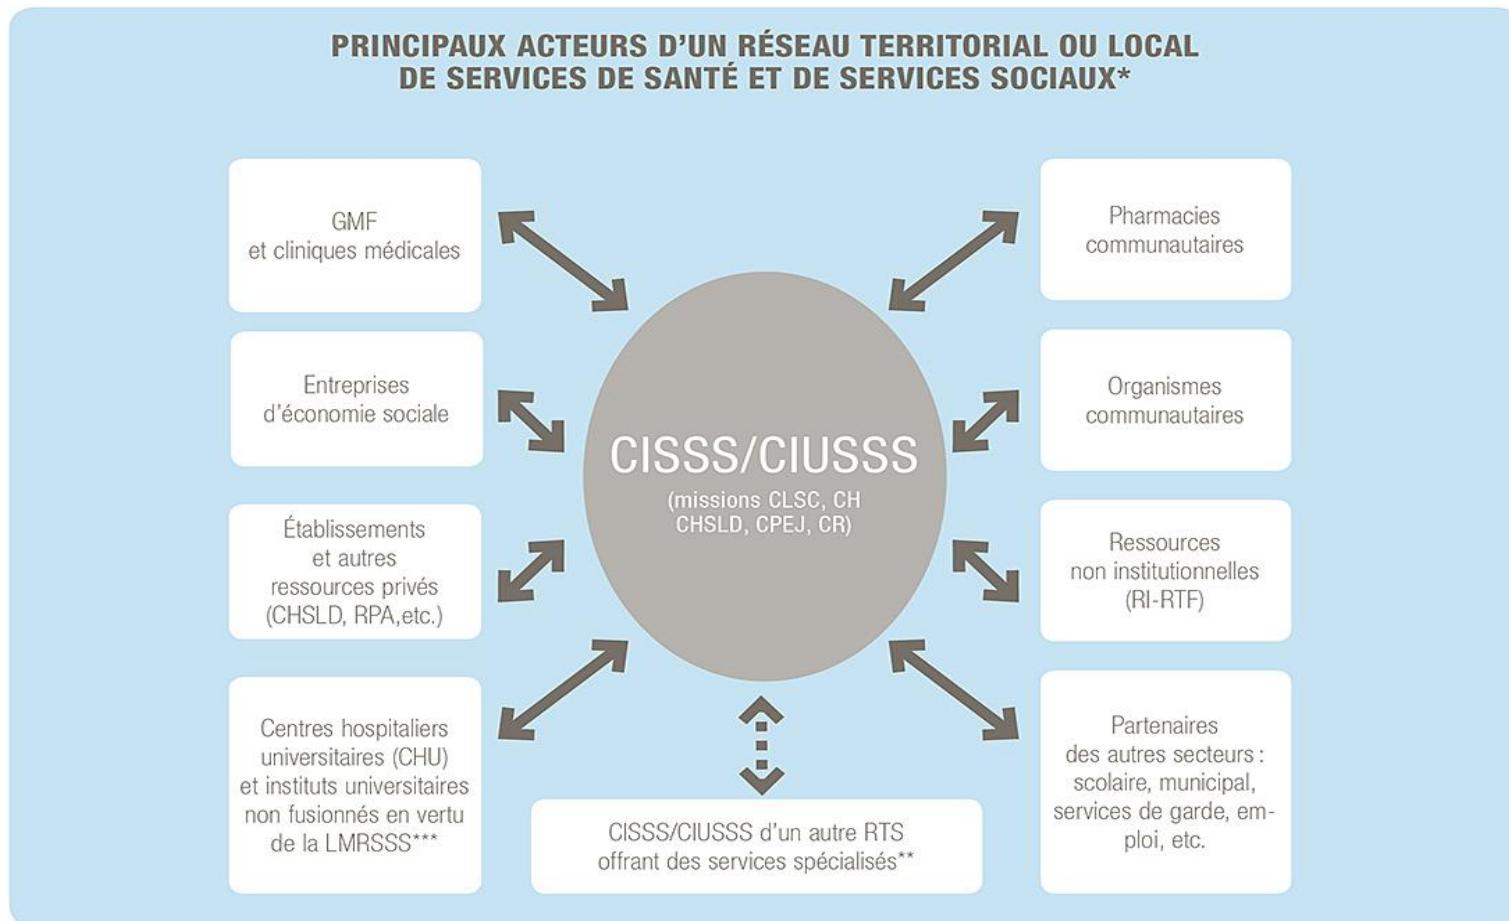 PRINCIPAUX ACTEURS D'UN RÉSEAU TERRITORIAL OU LOCAL
DE SERVICES DE SANTÉ ET DE SERVICES SOCIAUX*
GMF
et cliniques médicales
Entreprises
d'économie sociale
Établissements
et autres
ressources privés
(CHSLD, RPA,etc.)
Centres hospitaliers
universitaires (CHU)
et instituts universitaires
non fusionnés en vertu
de la LMRSSS***
CISSS/CIUSSS
(missions CLSC, CH
CHSLD, CPEJ, CR)
CISSS/CIUSSS d'un autre RTS
offrant des services spécialisés**
Pharmacies
communautaires
Organismes
communautaires
Ressources
non institutionnelles
(RI-RTF)
Partenaires
des autres secteurs :
scolaire, municipal,
services de garde, em-
ploi, etc.